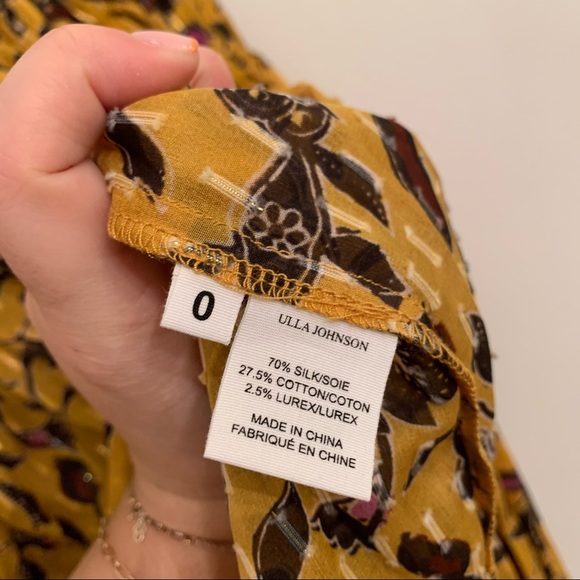 0
ULLA JOHNSON
70% SILK/SOIE
27.5% COTTON/COTON
2.5% LUREX/LUREX
MADE IN CHINA
FABRIQUÉ EN CHINE